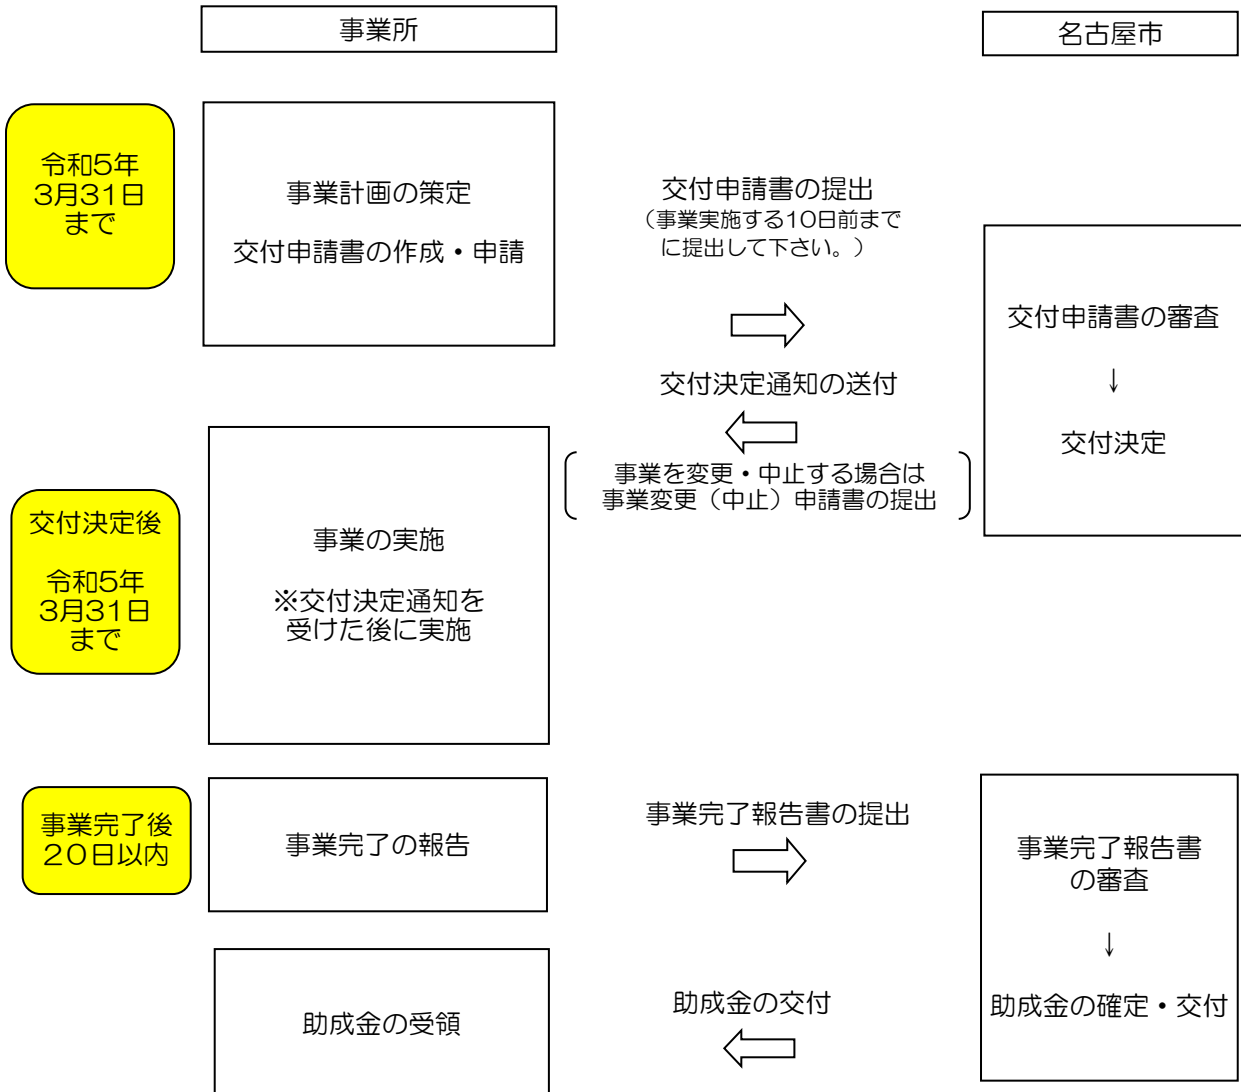 事業所
名古屋市
令和5年
3月31日
まで
事業計画の策定
交付申請書の作成・申請
交付申請書の提出
（事業実施する10日前まで
に提出して下さい。）
交付申請書の審査
↓
交付決定
交付決定通知の送付
事業を変更・中止する場合は
事業変更（中止）申請書の提出
交付決定後
令和5年
3月31日
まで
事業の実施
※交付決定通知を
受けた後に実施
事業完了後
20日以内
事業完了の報告
事業完了報告書の提出
事業完了報告書
の審査
↓
助成金の確定・交付
助成金の交付
助成金の受領